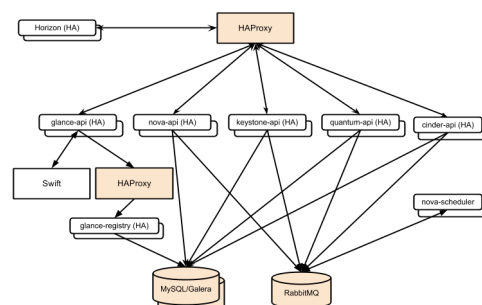 Horizon (HA)
HAProxy
glance-api (HA)
nova-api (HA)
keystone-api (HA)
quantum-api (HA)
cinder-api (HA)
Swift
HAProxy
nova-scheduler
glance-registry (HA)
MySQL/Galera
RabbitMQ